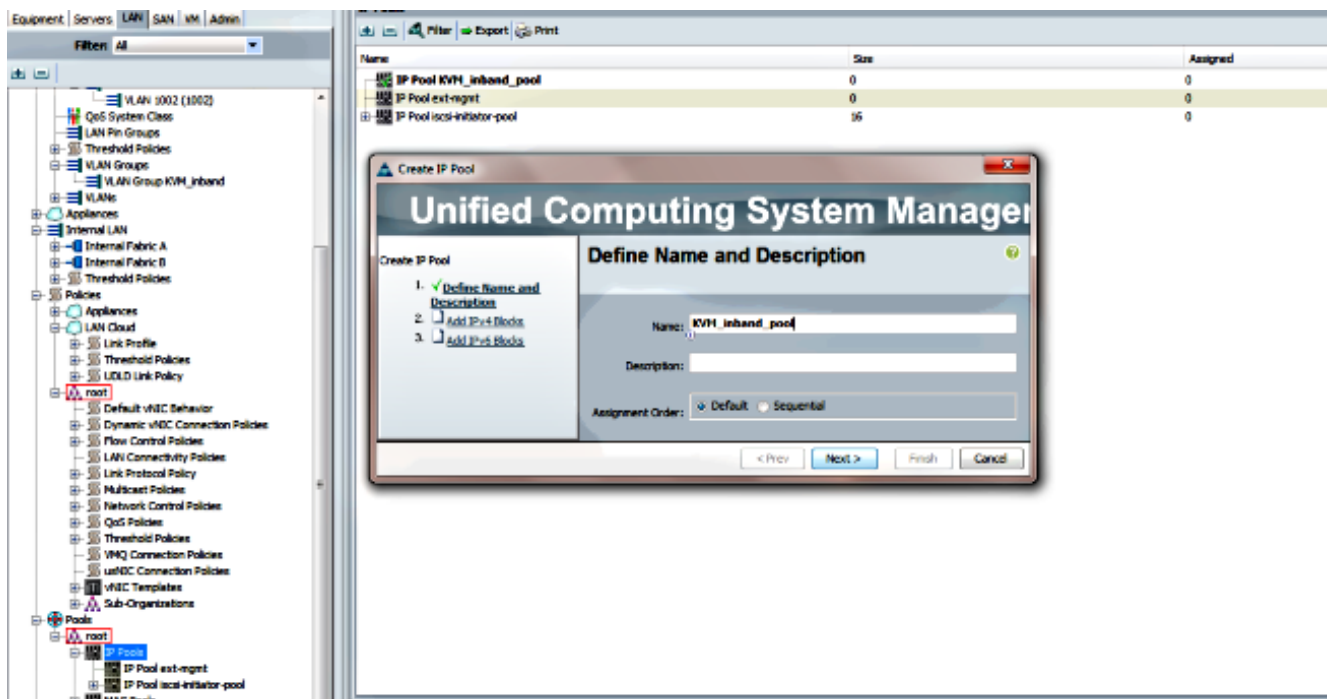 Equipment Servers LAN SAN VM Admin
Filter: All
VLAN 1002 (1002)
QoS System Class
LAN Pin Groups
Threshold Policies
VLAN Groups
VLAN Group KVM_inband
VLANs
Appliances
Internal LAN
Internal Fabric A
Internal Fabric B
Threshold Policies
Policies
Appliances
LAN Cloud
Link Profile
Threshold Policies
UDLD Link Policy
root
Default vNIC Behavior
Dynamic vNIC Connection Policies
Flow Control Policies
LAN Connectivity Policies
Link Protocol Policy
Multicast Policies
Network Control Policies
QoS Policies
Threshold Policies
VMQ Connection Policies
usNIC Connection Policies
vNIC Templates
Sub-Organizations
Pools
root
IP Pools
IP Pool ext-mgmt
IP Pool iscsi-initiator-pool
Filter Export Print
Name Size Assigned
IP Pool KVM_inband_pool 0 0
IP Pool ext-mgmt 0 0
IP Pool iscsi-initiator-pool 16 0
Create IP Pool
Unified Computing System Manager
Create IP Pool
1. Define Name and
Description
2. Add IPv4 Blocks
3. Add IPv6 Blocks
Define Name and Description
Name: KVM_inband_pool
Description:
Assignment Order: Default Sequential
< Prev Next > Finish Cancel